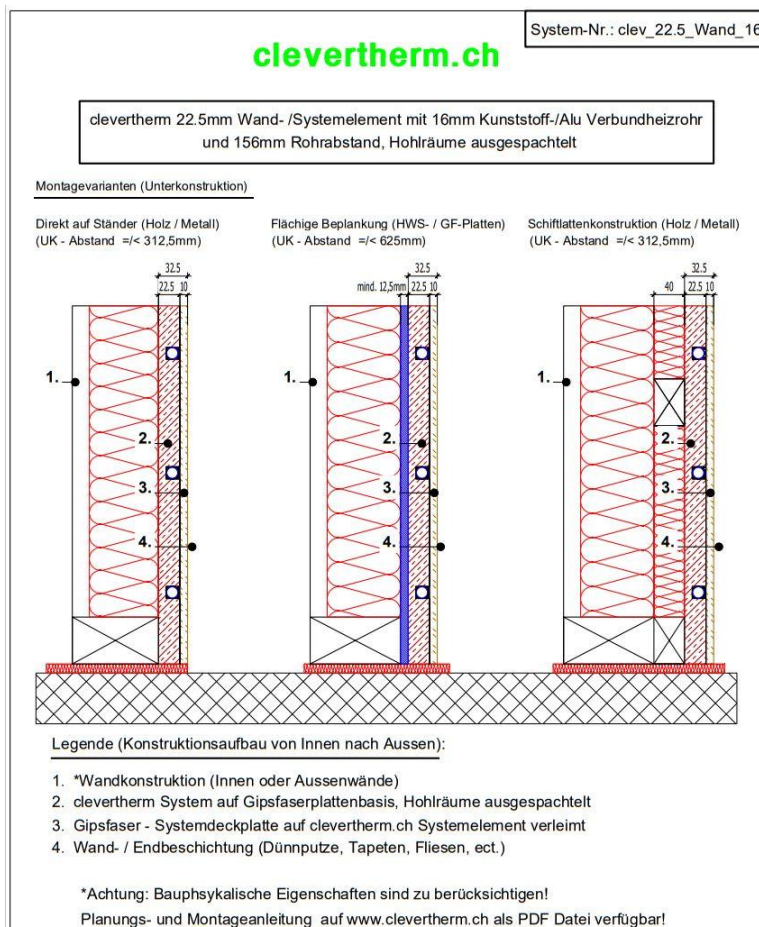 System-Nr.: clev_22.5_Wand_16
clevertherm.ch
clevertherm 22.5mm Wand- /Systemelement mit 16mm Kunststoff-/Alu Verbundheizrohr
und 156mm Rohrabstand, Hohlräume ausgespachtelt
Montagevarianten (Unterkonstruktion)
Direkt auf Ständer (Holz / Metall)
(UK - Abstand =/< 312,5mm)
Flächige Beplankung (HWS- / GF-Platten)
(UK - Abstand =/< 625mm)
Schiftlattenkonstruktion (Holz / Metall)
(UK - Abstand =/< 312,5mm)
32.5
22.5 10
1.
2.
3.
4.
32.5
mind. 12,5mm 22.5 10
1.
2.
3.
4.
32.5
40 22.5 10
1.
2.
3.
4.
Legende (Konstruktionsaufbau von Innen nach Aussen):
1. *Wandkonstruktion (Innen oder Aussenwände)
2. clevertherm System auf Gipsfaserplattenbasis, Hohlräume ausgespachtelt
3. Gipsfaser - Systemdeckplatte auf clevertherm.ch Systemelement verleimt
4. Wand- / Endbeschichtung (Dünnputze, Tapeten, Fliesen, ect.)
*Achtung: Bauphsykalische Eigenschaften sind zu berücksichtigen!
Planungs- und Montageanleitung auf www.clevertherm.ch als PDF Datei verfügbar!